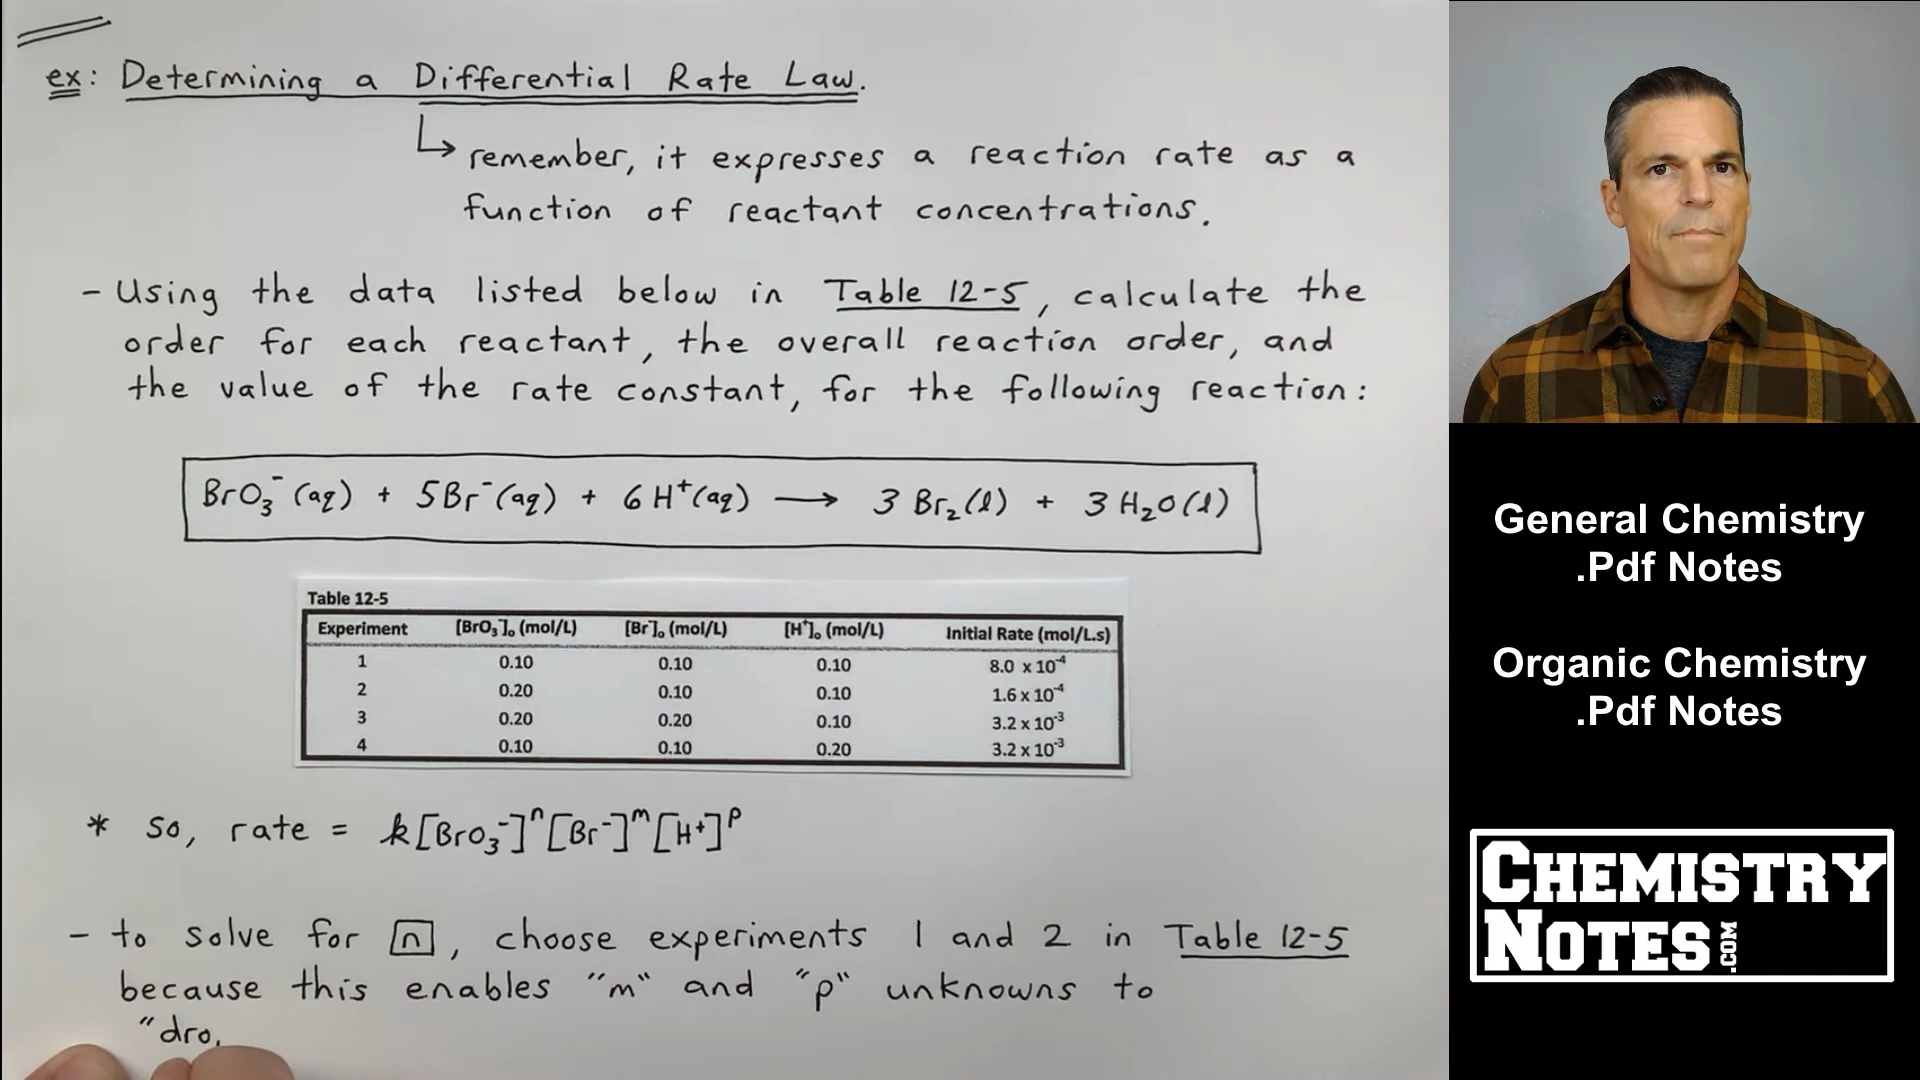 ex: Determining a Differential Rate Law.
remember, it expresses a reaction rate as a
function of reactant concentrations.
- Using the data listed below in Table 12-5, calculate the
order for each reactant, the overall reaction order, and
the value of the rate constant, for the following reaction:
BrO₃⁻(aq) + 5Br⁻(aq) + 6H⁺(aq) → 3Br₂(l) + 3H₂O(l)
Table 12-5
Experiment [BrO₃⁻]₀ (mol/L) [Br⁻]₀ (mol/L) [H⁺]₀ (mol/L) Initial Rate (mol/L.s)
1 0.10 0.10 0.10 8.0 x 10⁻⁴
2 0.20 0.10 0.10 1.6 x 10⁻⁴
3 0.20 0.20 0.10 3.2 x 10⁻³
4 0.10 0.10 0.20 3.2 x 10⁻³
* so, rate = k[BrO₃⁻]ⁿ[Br⁻]ᵐ[H⁺]ᵖ
- to solve for n, choose experiments 1 and 2 in Table 12-5
because this enables "m" and "p" unknowns to
"dro
General Chemistry
.Pdf Notes
Organic Chemistry
.Pdf Notes
CHEMISTRY
NOTES.COM